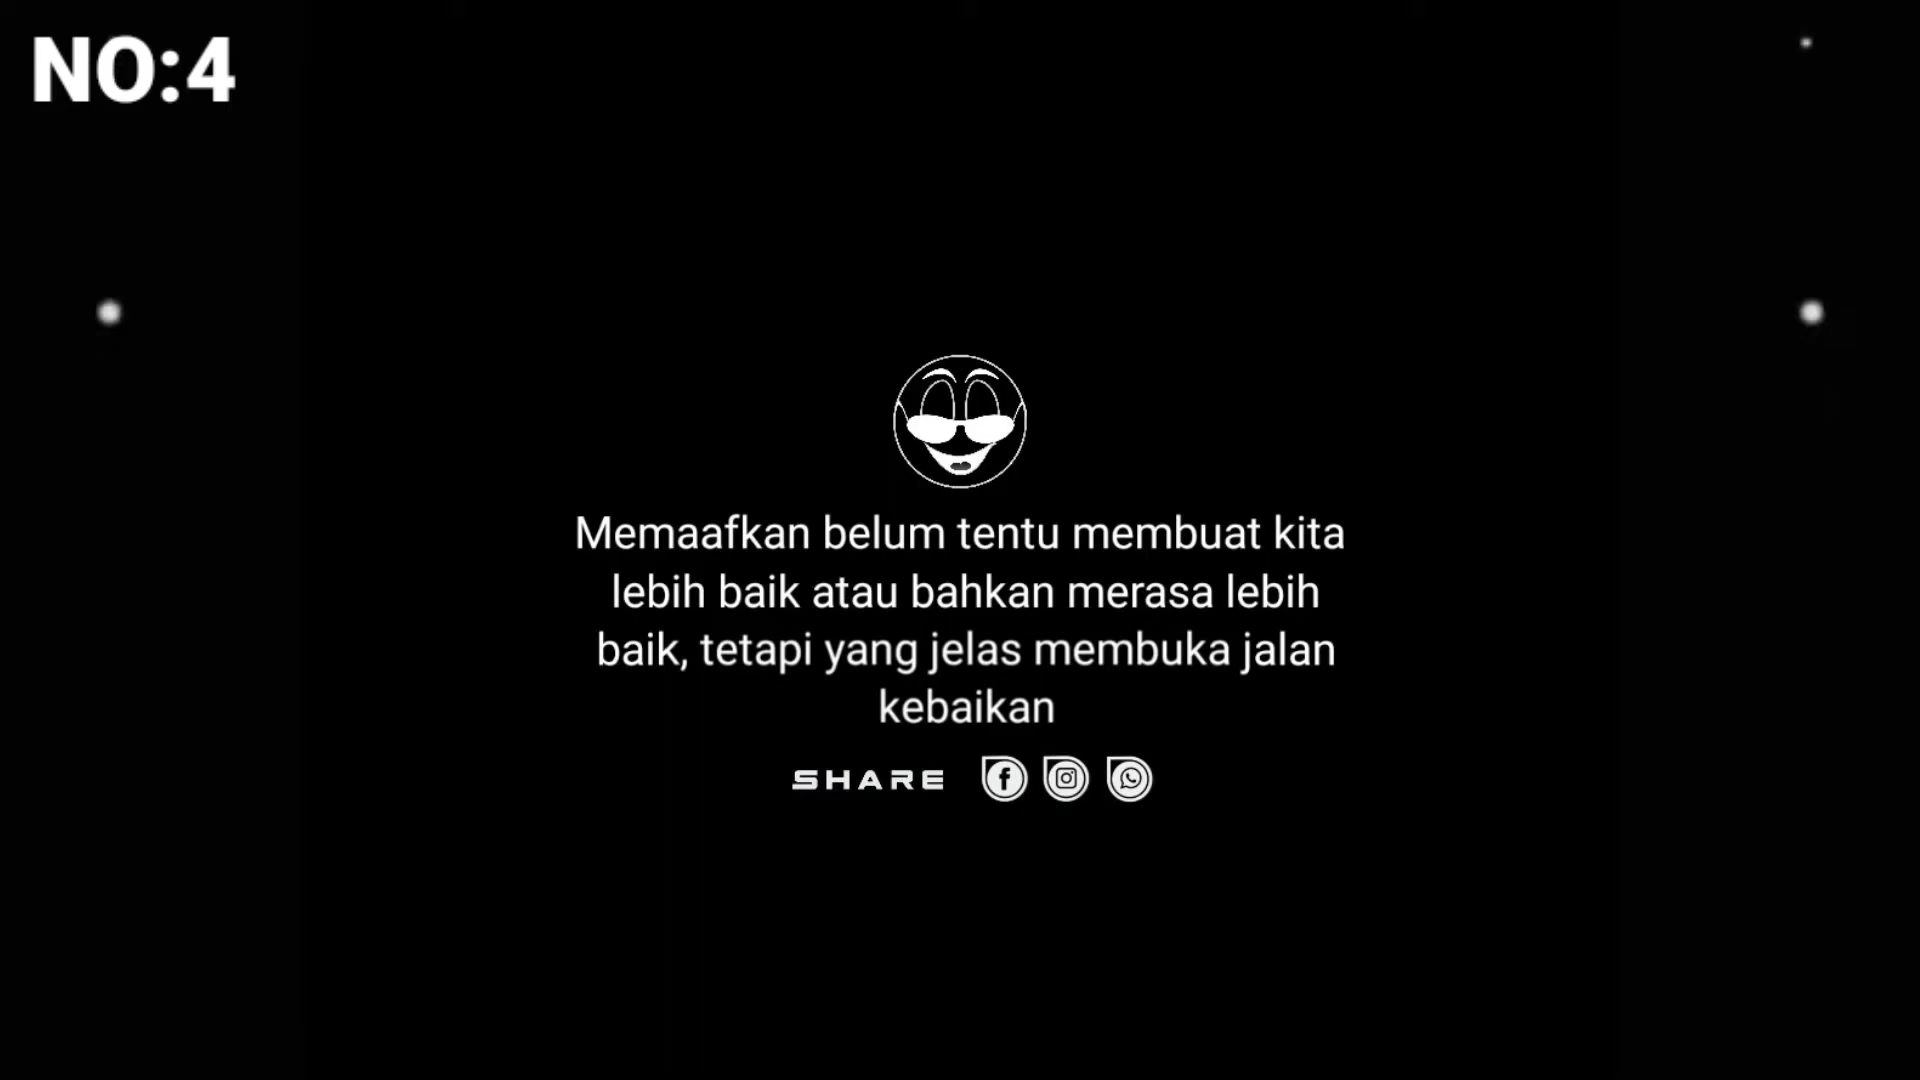 NO:4
Memaafkan belum tentu membuat kita
lebih baik atau bahkan merasa lebih
baik, tetapi yang jelas membuka jalan
kebaikan
SHARE